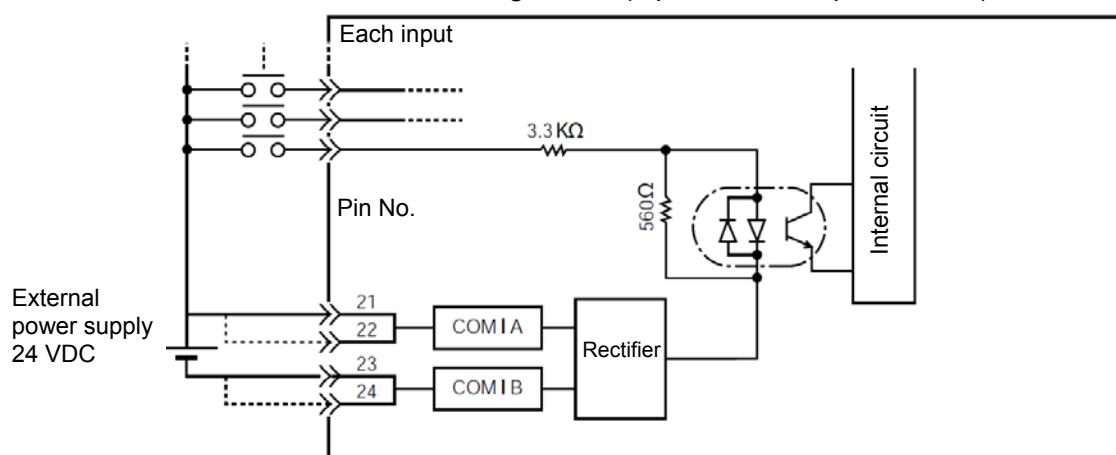 Each input
3.3 KΩ
560Ω
Internal circuit
Pin No.
External
power supply
24 VDC
21
22
23
24
COM I A
COM I B
Rectifier